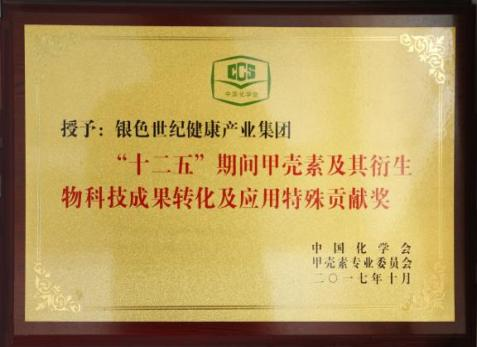 CCS
中国化学会
授予：银色世纪健康产业集团
“十二五”期间甲壳素及其衍生
物科技成果转化及应用特殊贡献奖
中国化学会
甲壳素专业委员会
二〇一七年十月